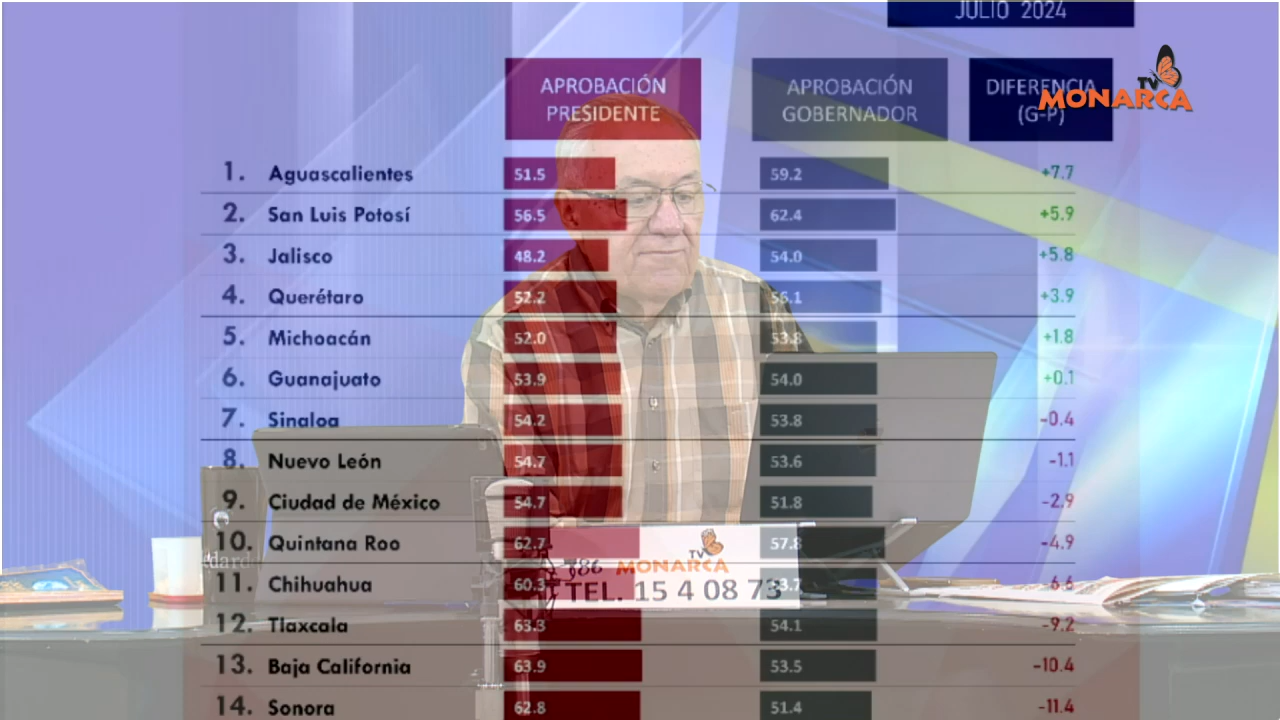 JULIO 2024
APROBACIÓN PRESIDENTE
APROBACIÓN GOBERNADOR
DIFERENCIA (G-P)
TV MONARCA
1. Aguascalientes 51.5 59.2 +7.7
2. San Luis Potosí 56.5 62.4 +5.9
3. Jalisco 48.2 54.0 +5.8
4. Querétaro 52.2 56.1 +3.9
5. Michoacán 52.0 53.8 +1.8
6. Guanajuato 53.9 54.0 +0.1
7. Sinaloa 54.2 53.8 -0.4
8. Nuevo León 54.7 53.6 -1.1
9. Ciudad de México 54.7 51.8 -2.9
10. Quintana Roo 62.7 57.8 -4.9
11. Chihuahua 60.3 53.7 -6.6
12. Tlaxcala 63.3 54.1 -9.2
13. Baja California 63.9 53.5 -10.4
14. Sonora 62.8 51.4 -11.4
TV
786 MONARCA
TEL. 15 4 08 73